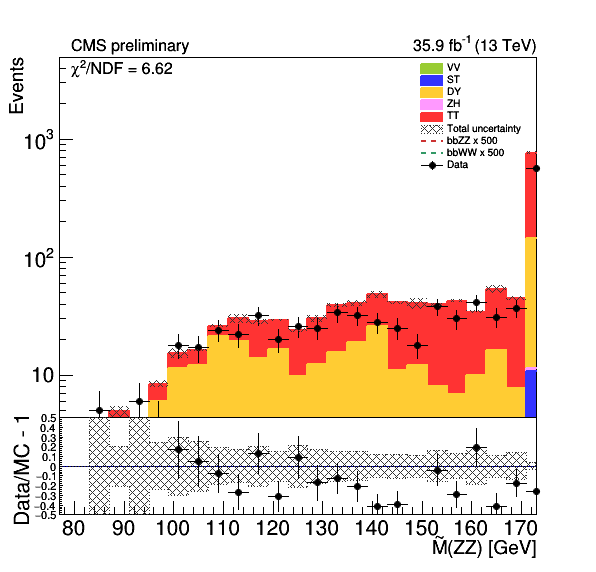 CMS preliminary 35.9 fb⁻¹ (13 TeV)
χ²/NDF = 6.62
Events
VV
ST
DY
ZH
TT
Total uncertainty
bbZZ x 500
bbWW x 500
Data
10³
10²
10
Data/MC - 1
0.5
0.4
0.3
0.2
0.1
0
−0.1
−0.2
−0.3
−0.4
−0.5
80 90 100 110 120 130 140 150 160 170
M̃(ZZ) [GeV]